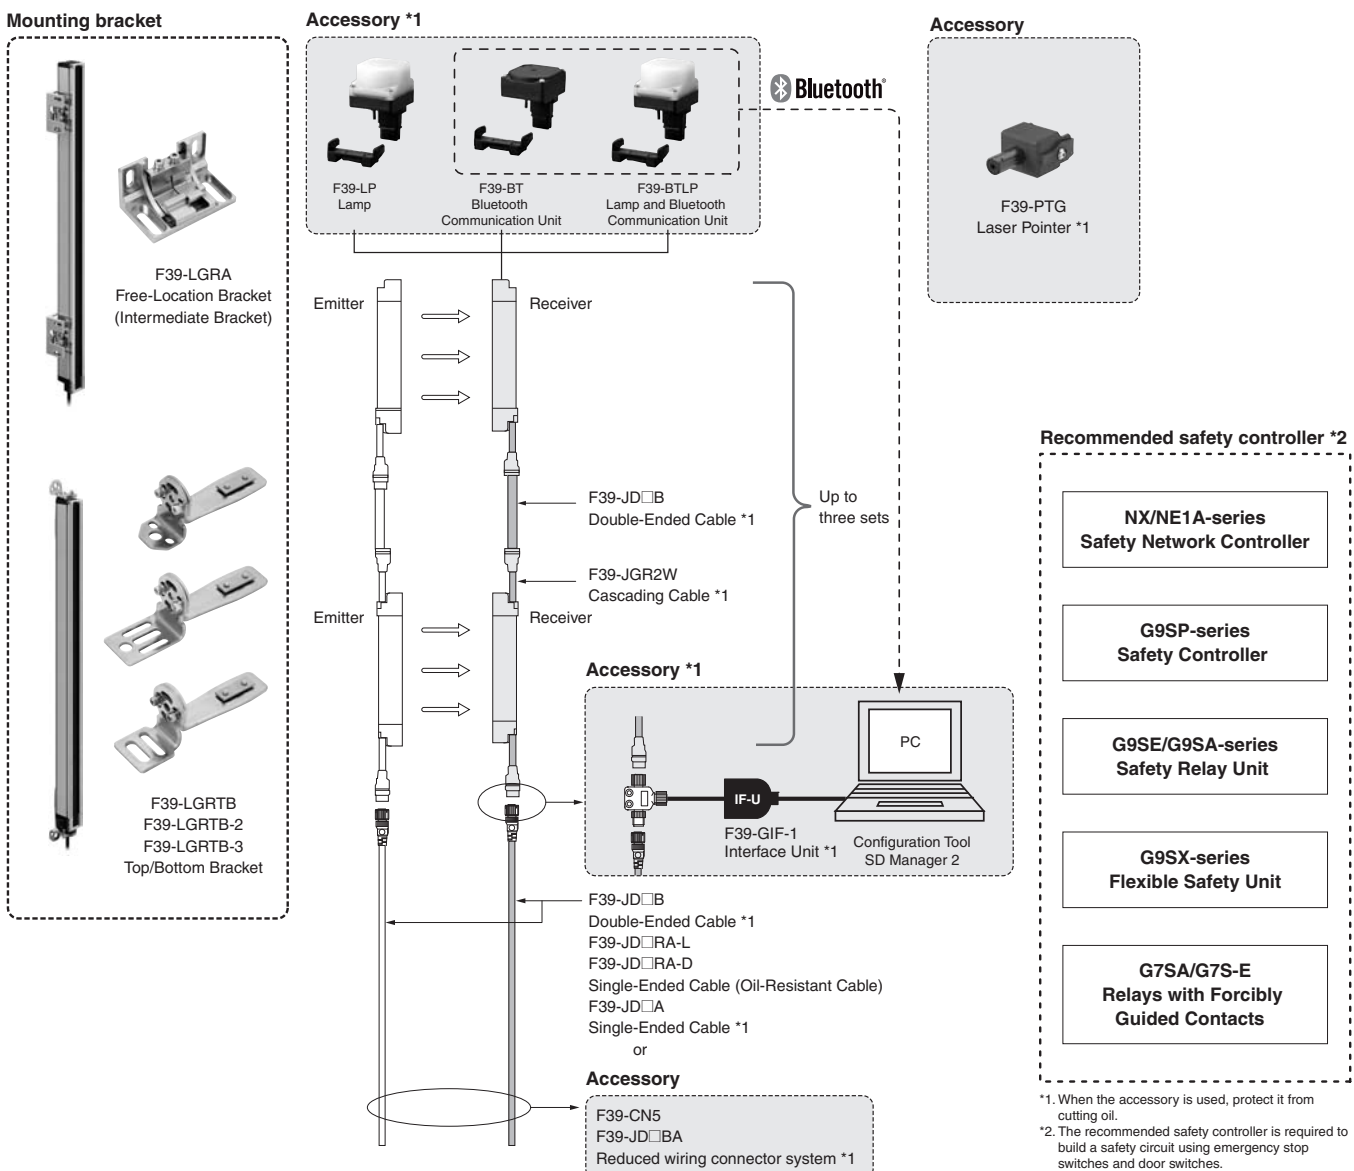 Mounting bracket
F39-LGRA
Free-Location Bracket
(Intermediate Bracket)
F39-LGRTB
F39-LGRTB-2
F39-LGRTB-3
Top/Bottom Bracket
Accessory *1
F39-LP
Lamp
F39-BT
Bluetooth
Communication Unit
F39-BTLP
Lamp and Bluetooth
Communication Unit
Bluetooth®
Accessory
F39-PTG
Laser Pointer *1
Emitter
Receiver
F39-JD□B
Double-Ended Cable *1
Up to
three sets
F39-JGR2W
Cascading Cable *1
Emitter
Receiver
Accessory *1
PC
IF-U
F39-GIF-1
Interface Unit *1
Configuration Tool
SD Manager 2
F39-JD□B
Double-Ended Cable *1
F39-JD□RA-L
F39-JD□RA-D
Single-Ended Cable (Oil-Resistant Cable)
F39-JD□A
Single-Ended Cable *1
or
Accessory
F39-CN5
F39-JD□BA
Reduced wiring connector system *1
Recommended safety controller *2
NX/NE1A-series
Safety Network Controller
G9SP-series
Safety Controller
G9SE/G9SA-series
Safety Relay Unit
G9SX-series
Flexible Safety Unit
G7SA/G7S-E
Relays with Forcibly
Guided Contacts
*1. When the accessory is used, protect it from
cutting oil.
*2. The recommended safety controller is required to
build a safety circuit using emergency stop
switches and door switches.